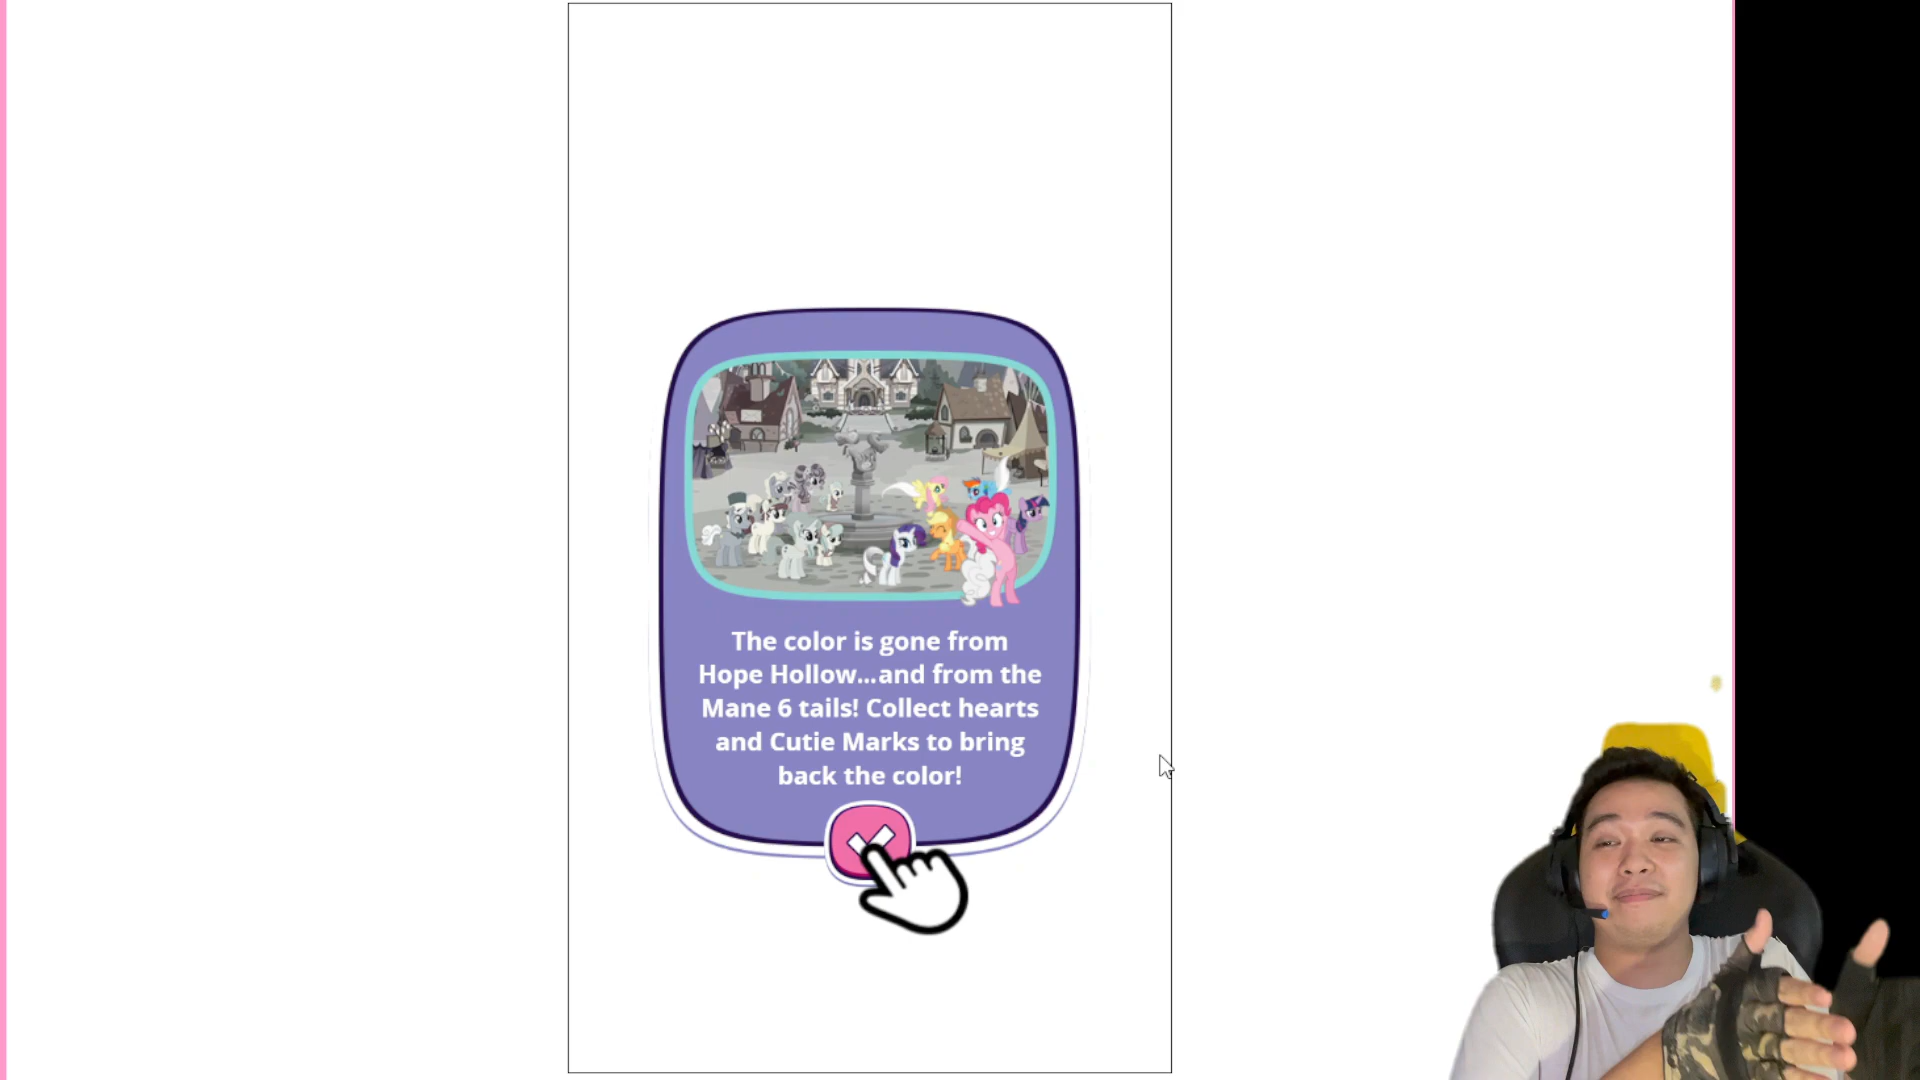 The color is gone from
Hope Hollow...and from the
Mane 6 tails! Collect hearts
and Cutie Marks to bring
back the color!